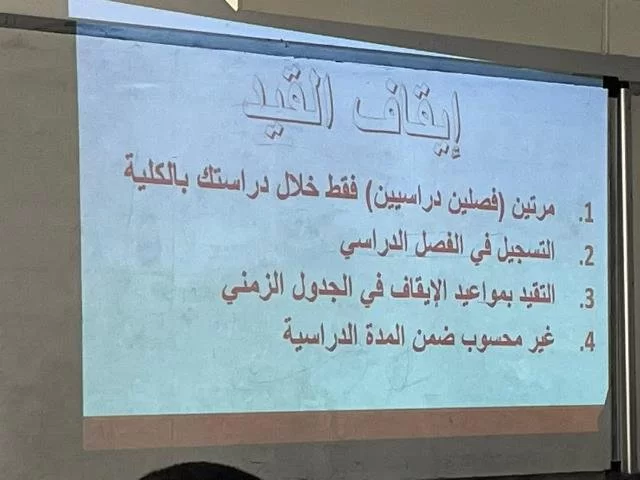 إيقاف القيد
1. مرتين (فصلين دراسيين) فقط خلال دراستك بالكلية
2. التسجيل في الفصل الدراسي
3. التقيد بمواعيد الإيقاف في الجدول الزمني
4. غير محسوب ضمن المدة الدراسية